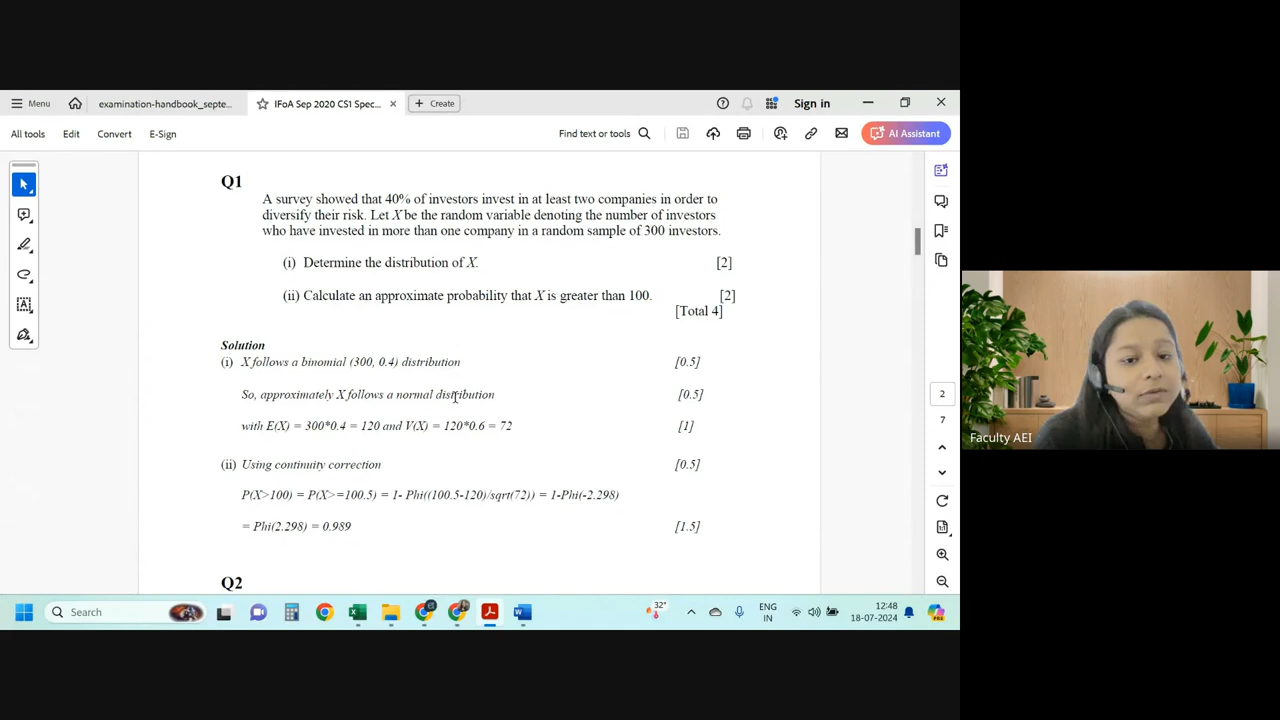 Menu
examination-handbook_septe...
IFoA Sep 2020 CS1 Spec...
Create
Sign in
All tools
Edit
Convert
E-Sign
Find text or tools
AI Assistant
Q1
A survey showed that 40% of investors invest in at least two companies in order to
diversify their risk. Let X be the random variable denoting the number of investors
who have invested in more than one company in a random sample of 300 investors.
(i) Determine the distribution of X. [2]
(ii) Calculate an approximate probability that X is greater than 100. [2]
[Total 4]
Solution
(i) X follows a binomial (300, 0.4) distribution [0.5]
So, approximately X follows a normal distribution [0.5]
with E(X) = 300*0.4 = 120 and V(X) = 120*0.6 = 72 [1]
(ii) Using continuity correction [0.5]
P(X>100) = P(X>=100.5) = 1- Phi((100.5-120)/sqrt(72)) = 1-Phi(-2.298)
= Phi(2.298) = 0.989 [1.5]
Q2
2
7
Faculty AEI
Search
32°
ENG
IN
12:48
18-07-2024